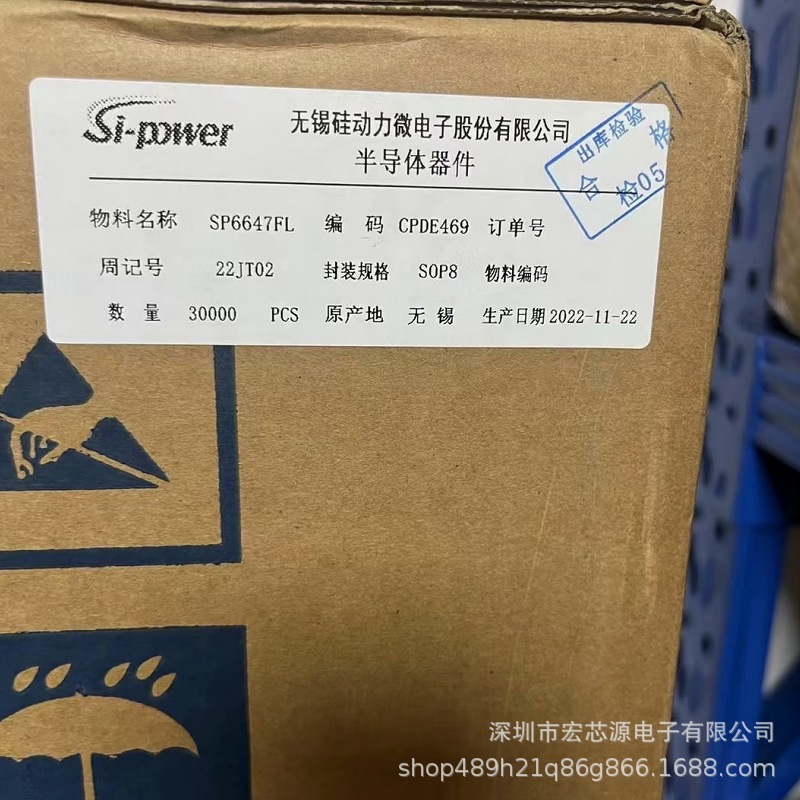 Si-power
无锡硅动力微电子股份有限公司
半导体器件
出库检验
合格
检05
物料名称 SP6647FL 编 码 CPDE469 订单号
周记号 22JT02 封装规格 SOP8 物料编码
数 量 30000 PCS 原产地 无 锡 生产日期 2022-11-22
深圳市宏芯源电子有限公司
shop489h21q86g866.1688.com